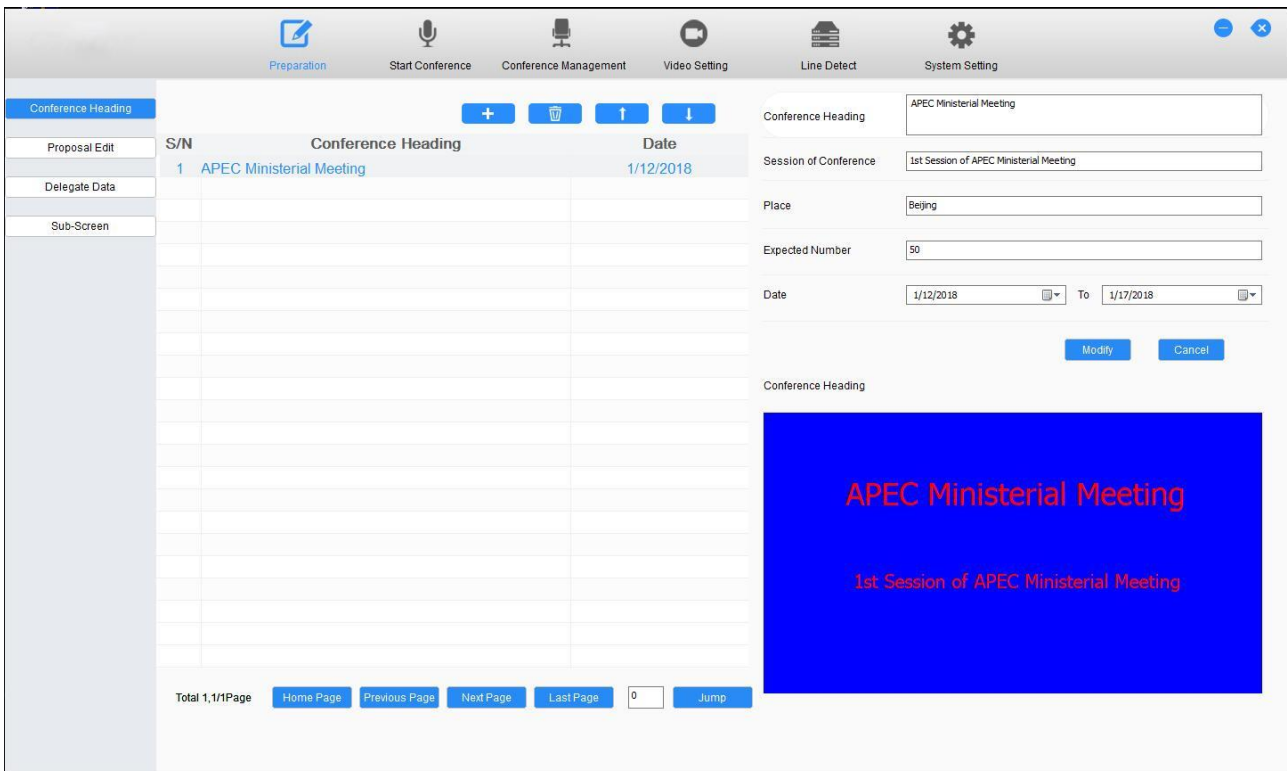 Preparation Start Conference Conference Management Video Setting Line Detect System Setting
Conference Heading
Proposal Edit
Delegate Data
Sub-Screen
S/N Conference Heading Date
1 APEC Ministerial Meeting 1/12/2018
Total 1,1/1Page Home Page Previous Page Next Page Last Page 0 Jump
Conference Heading APEC Ministerial Meeting
Session of Conference 1st Session of APEC Ministerial Meeting
Place Beijing
Expected Number 50
Date 1/12/2018 To 1/17/2018
Modify Cancel
Conference Heading
APEC Ministerial Meeting
1st Session of APEC Ministerial Meeting